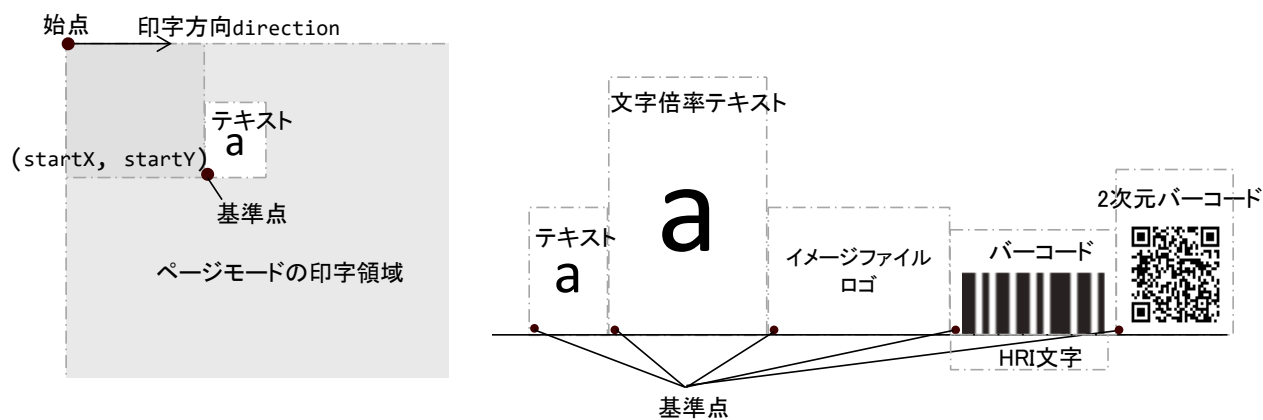 始点
印字方向direction
テキスト
a
(startX, startY)
基準点
ページモードの印字領域
文字倍率テキスト
a
テキスト
a
イメージファイル
ロゴ
バーコード
2次元バーコード
HRI文字
基準点